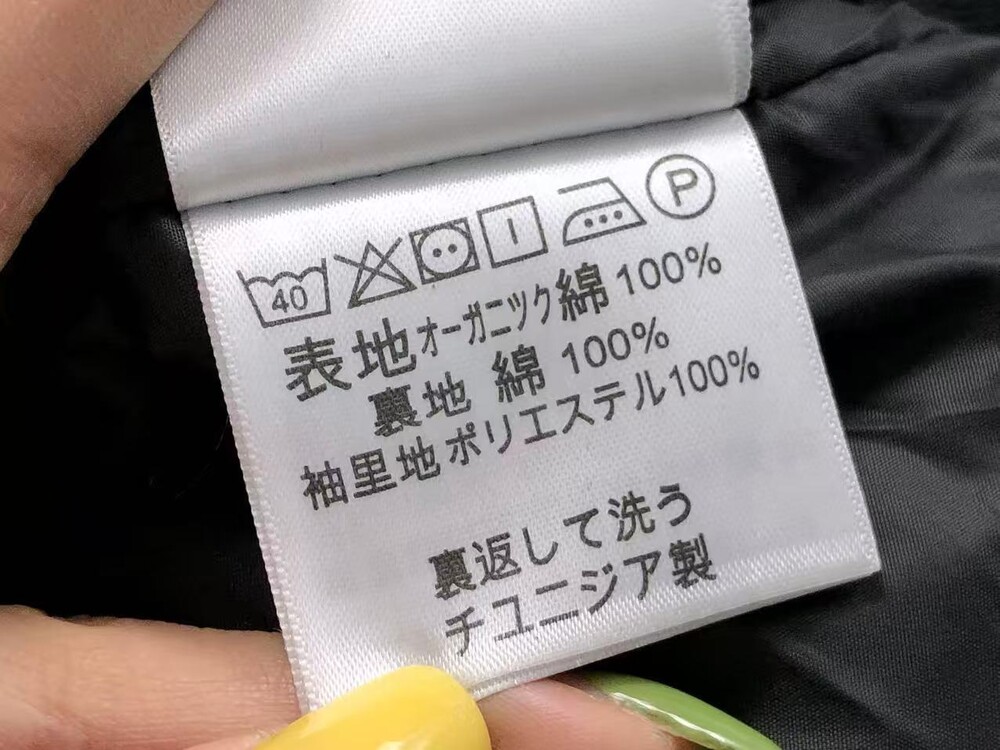 40 P
表地オーガニック綿100%
裏地 綿 100%
袖里地ポリエステル100%
裏返して洗う
チユニジア製